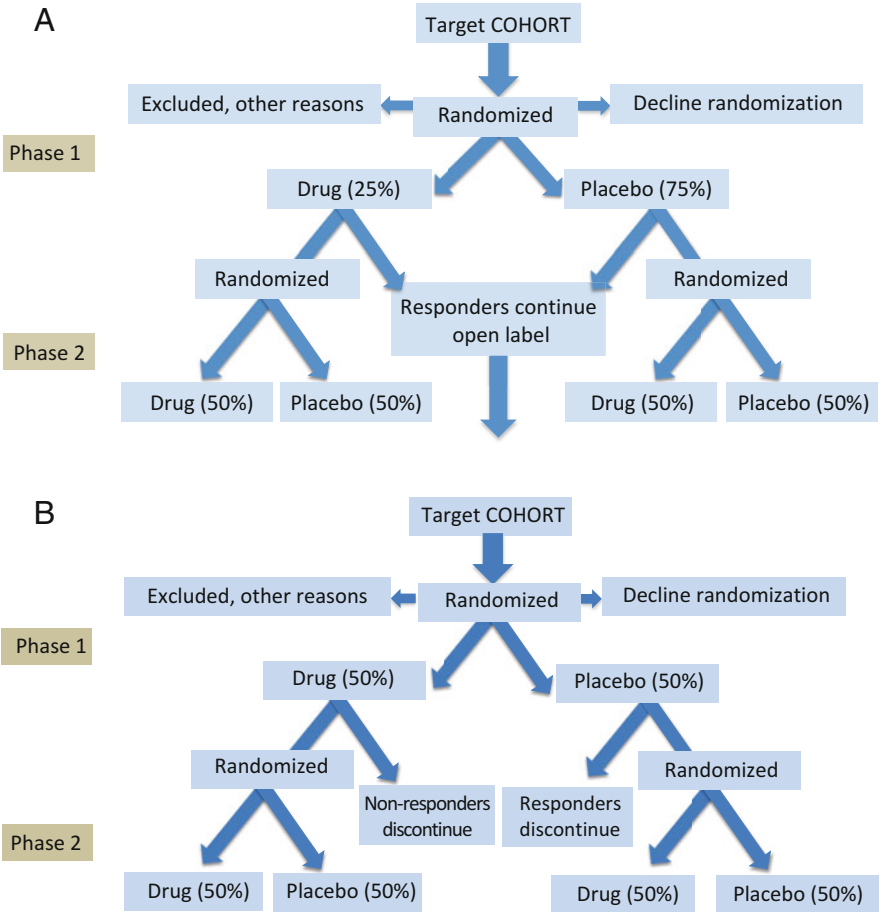 A
Target COHORT
Excluded, other reasons
Randomized
Decline randomization
Phase 1
Drug (25%)
Placebo (75%)
Randomized
Responders continue
open label
Randomized
Phase 2
Drug (50%)
Placebo (50%)
Drug (50%)
Placebo (50%)
B
Target COHORT
Excluded, other reasons
Randomized
Decline randomization
Phase 1
Drug (50%)
Placebo (50%)
Randomized
Non-responders
discontinue
Responders
discontinue
Randomized
Phase 2
Drug (50%)
Placebo (50%)
Drug (50%)
Placebo (50%)